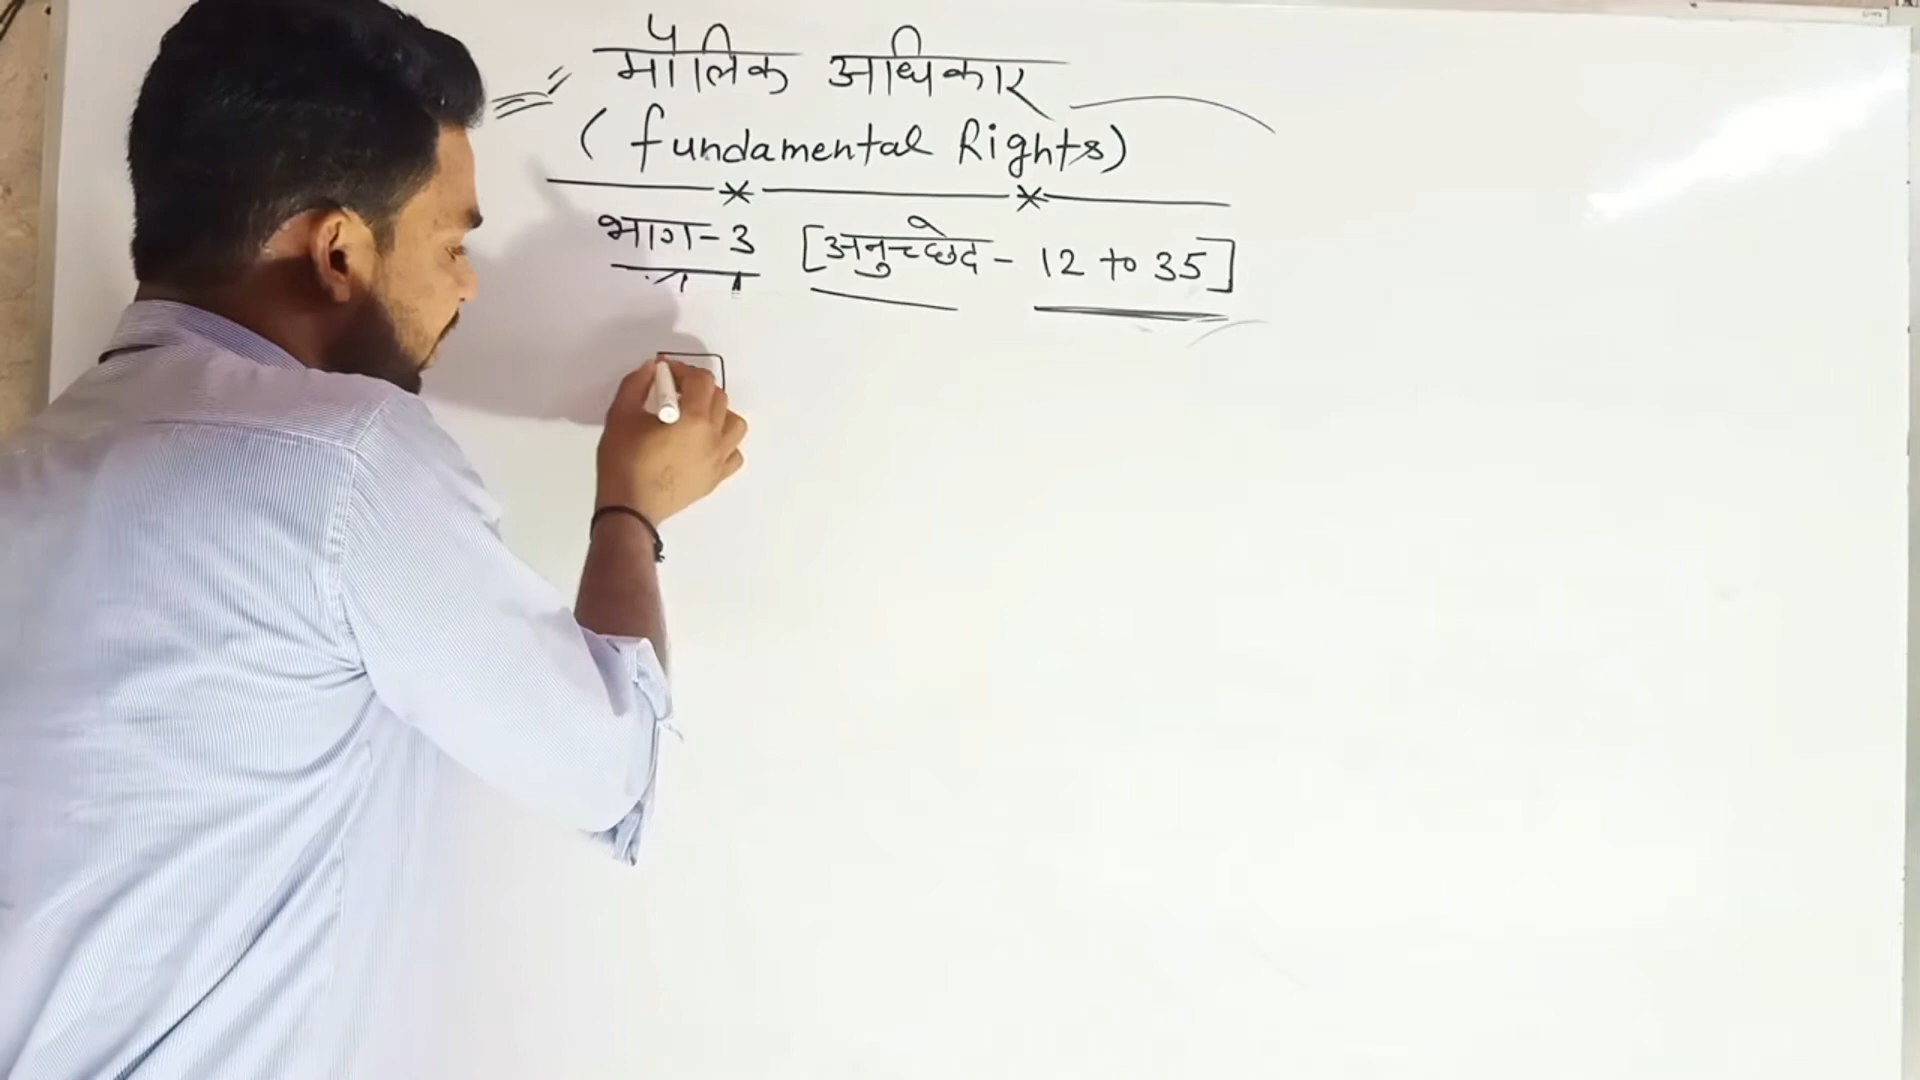 मौलिक अधिकार
(fundamental Rights)
भाग-3 [अनुच्छेद - 12 to 35]